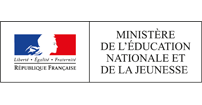 Liberté • Égalité • Fraternité
RÉPUBLIQUE FRANÇAISE
MINISTÈRE
DE L'ÉDUCATION
NATIONALE ET
DE LA JEUNESSE